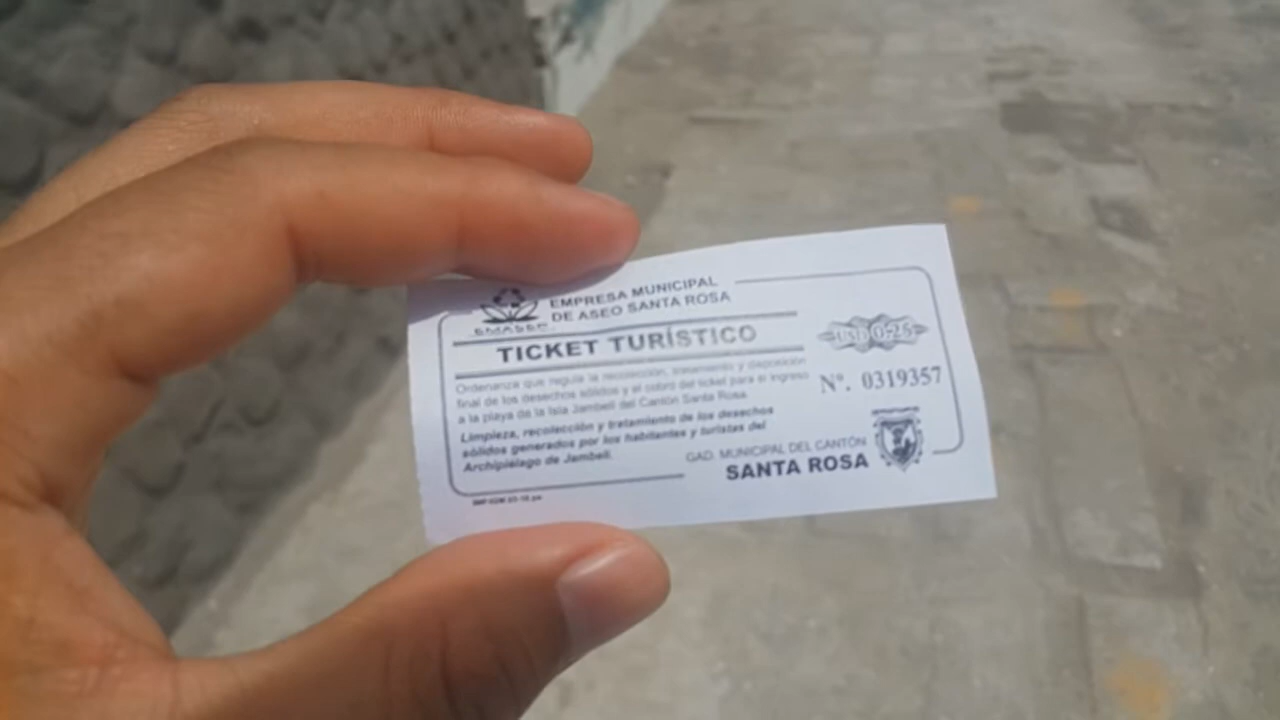 EMPRESA MUNICIPAL
DE ASEO SANTA ROSA
EMASEP
TICKET TURÍSTICO
USD 0.25
Nº. 0319357
Ordenanza que regula la recolección, tratamiento y disposición
final de los desechos sólidos y el cobro del ticket para el ingreso
a la playa de la Isla Jambelí del Cantón Santa Rosa
Limpieza, recolección y tratamiento de los desechos
sólidos generados por los habitantes y turistas del
Archipiélago de Jambelí.
GAD. MUNICIPAL DEL CANTÓN
SANTA ROSA